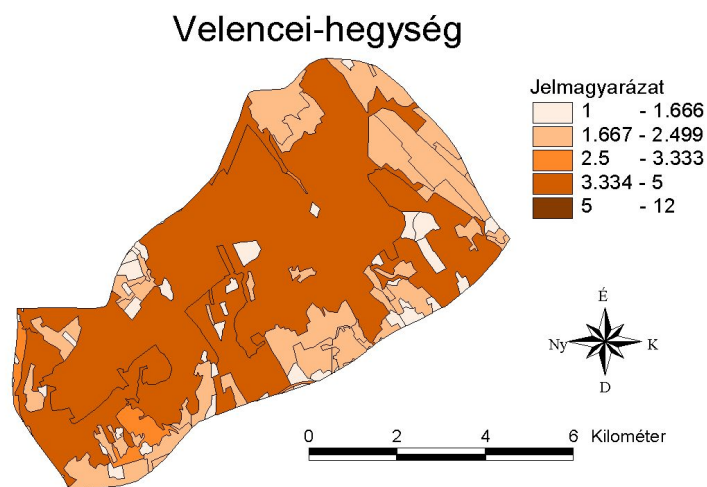 Velencei-hegység
Jelmagyarázat
1 - 1.666
1.667 - 2.499
2.5 - 3.333
3.334 - 5
5 - 12
É
Ny K
D
0 2 4 6 Kilométer